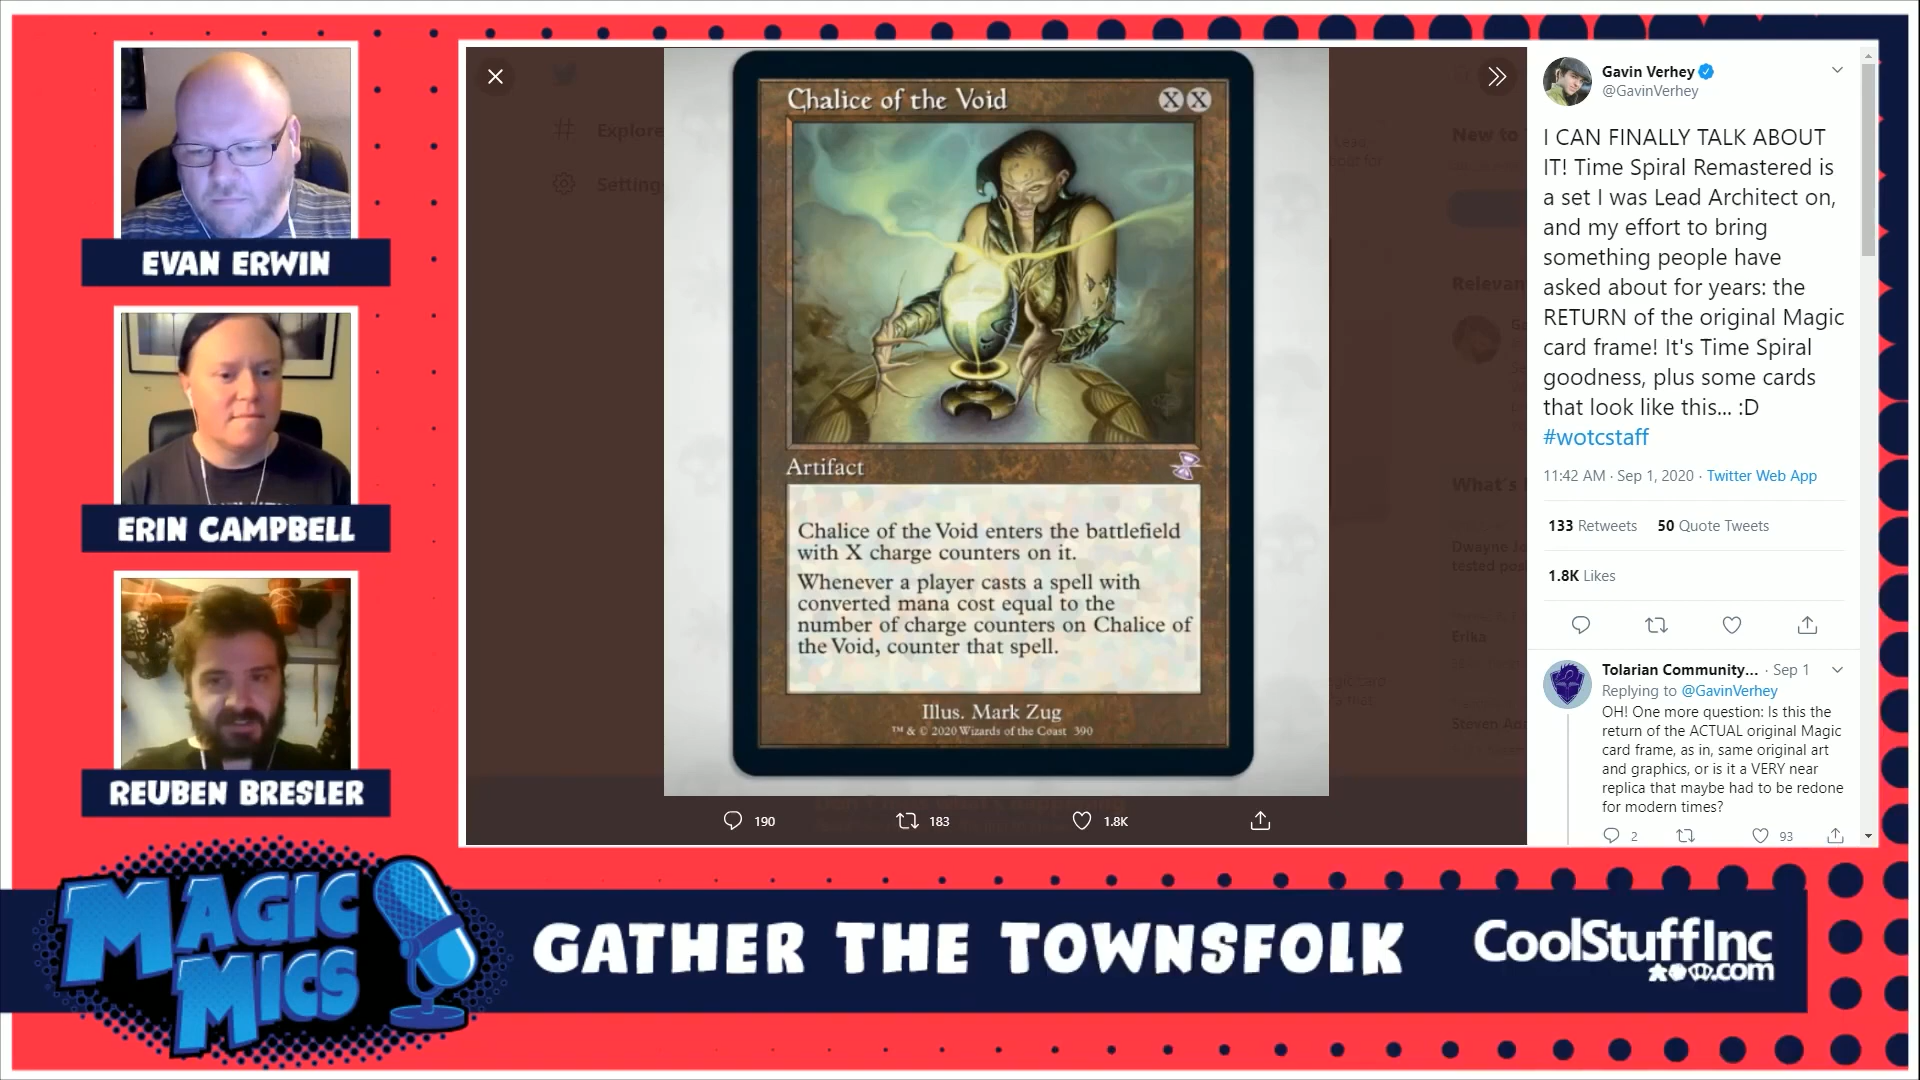 EVAN ERWIN
ERIN CAMPBELL
REUBEN BRESLER
Explore
Setting
Chalice of the Void
X X
Artifact
Chalice of the Void enters the battlefield
with X charge counters on it.
Whenever a player casts a spell with
converted mana cost equal to the
number of charge counters on Chalice of
the Void, counter that spell.
Illus. Mark Zug
™ & © 2020 Wizards of the Coast 390
190
183
1.8K
New to
Relevan
What's
Erika
Gavin Verhey
@GavinVerhey
I CAN FINALLY TALK ABOUT
IT! Time Spiral Remastered is
a set I was Lead Architect on,
and my effort to bring
something people have
asked about for years: the
RETURN of the original Magic
card frame! It's Time Spiral
goodness, plus some cards
that look like this... :D
#wotcstaff
11:42 AM · Sep 1, 2020 · Twitter Web App
133 Retweets 50 Quote Tweets
1.8K Likes
Tolarian Community... · Sep 1
Replying to @GavinVerhey
OH! One more question: Is this the
return of the ACTUAL original Magic
card frame, as in, same original art
and graphics, or is it a VERY near
replica that maybe had to be redone
for modern times?
2
93
MAGIC
MICS
GATHER THE TOWNSFOLK
CoolStuffInc
.com